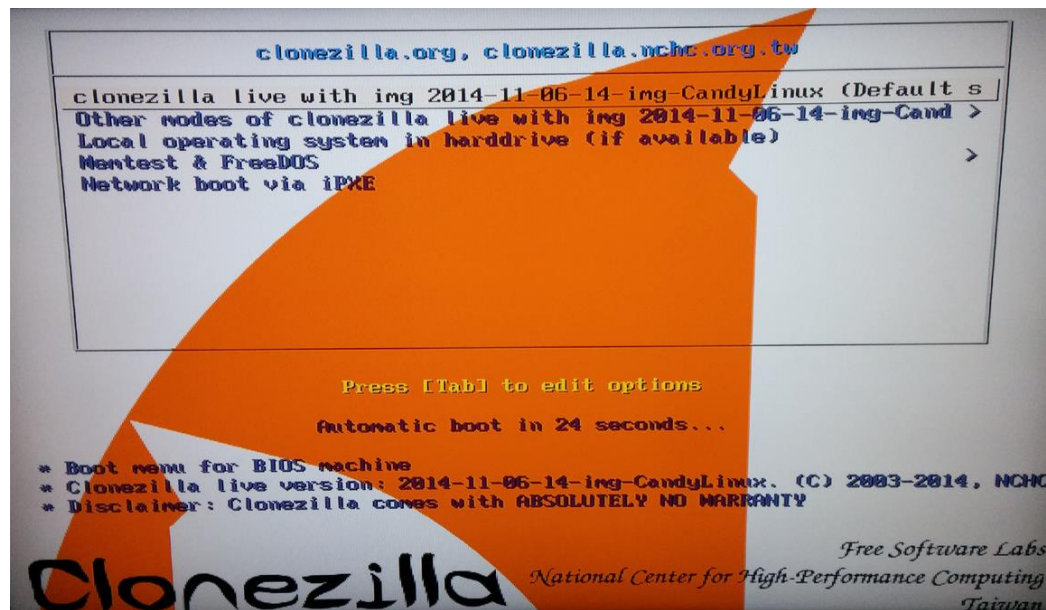 clonezilla.org, clonezilla.nchc.org.tw
clonezilla live with img 2014-11-06-14-img-CandyLinux (Default s
Other modes of clonezilla live with img 2014-11-06-14-img-Cand >
Local operating system in harddrive (if available)
Memtest & FreeDOS >
Network boot via iPXE
Press [Tab] to edit options
Automatic boot in 24 seconds...
* Boot menu for BIOS machine
* Clonezilla live version: 2014-11-06-14-img-CandyLinux. (C) 2003-2014, NCHC
* Disclaimer: Clonezilla comes with ABSOLUTELY NO WARRANTY
Free Software Labs
Clonezilla National Center for High-Performance Computing
Taiwan